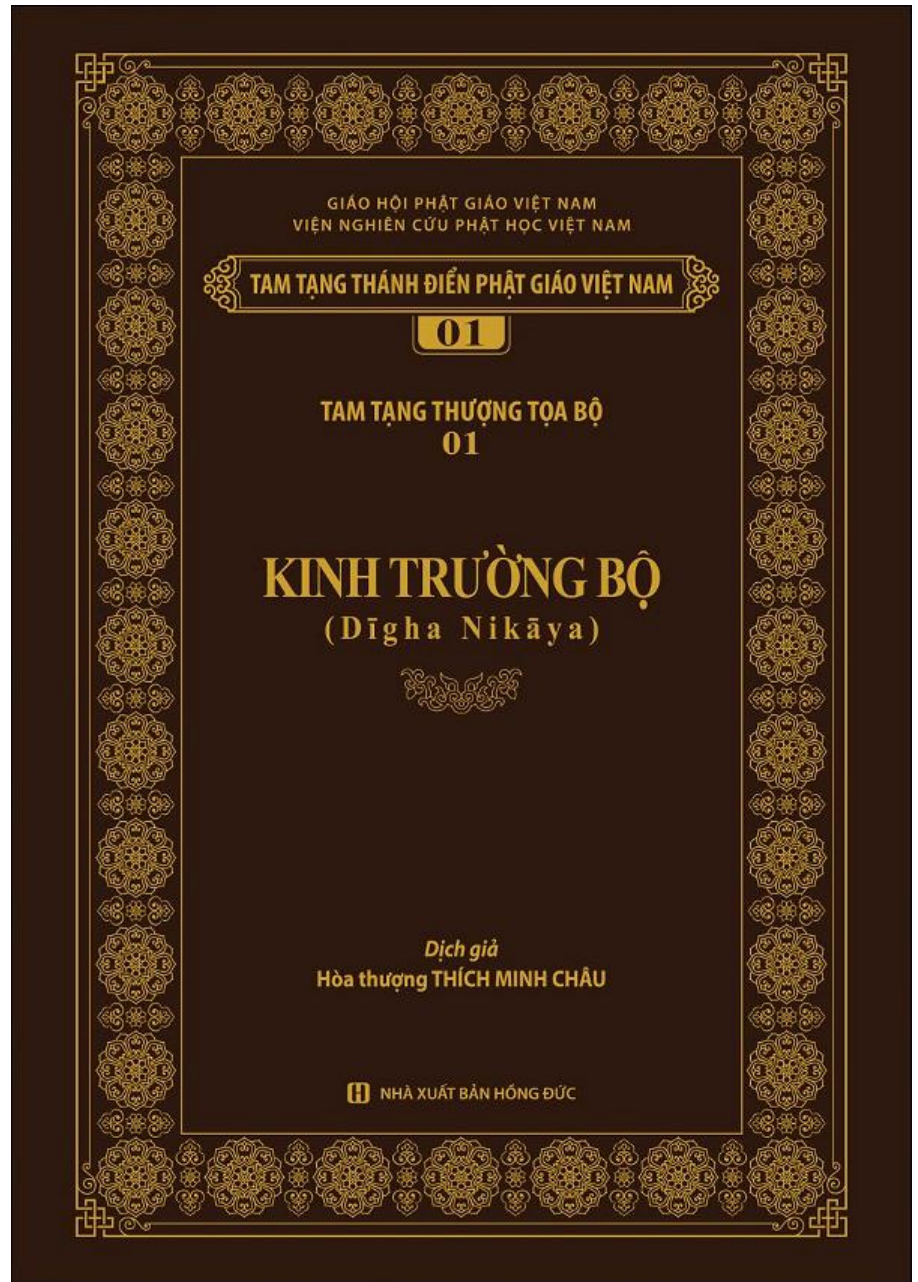 GIÁO HỘI PHẬT GIÁO VIỆT NAM
VIỆN NGHIÊN CỨU PHẬT HỌC VIỆT NAM
TAM TẠNG THÁNH ĐIỂN PHẬT GIÁO VIỆT NAM
01
TAM TẠNG THƯỢNG TỌA BỘ
01
KINH TRƯỜNG BỘ
(Dīgha Nikāya)
Dịch giả
Hòa thượng THÍCH MINH CHÂU
H NHÀ XUẤT BẢN HỒNG ĐỨC